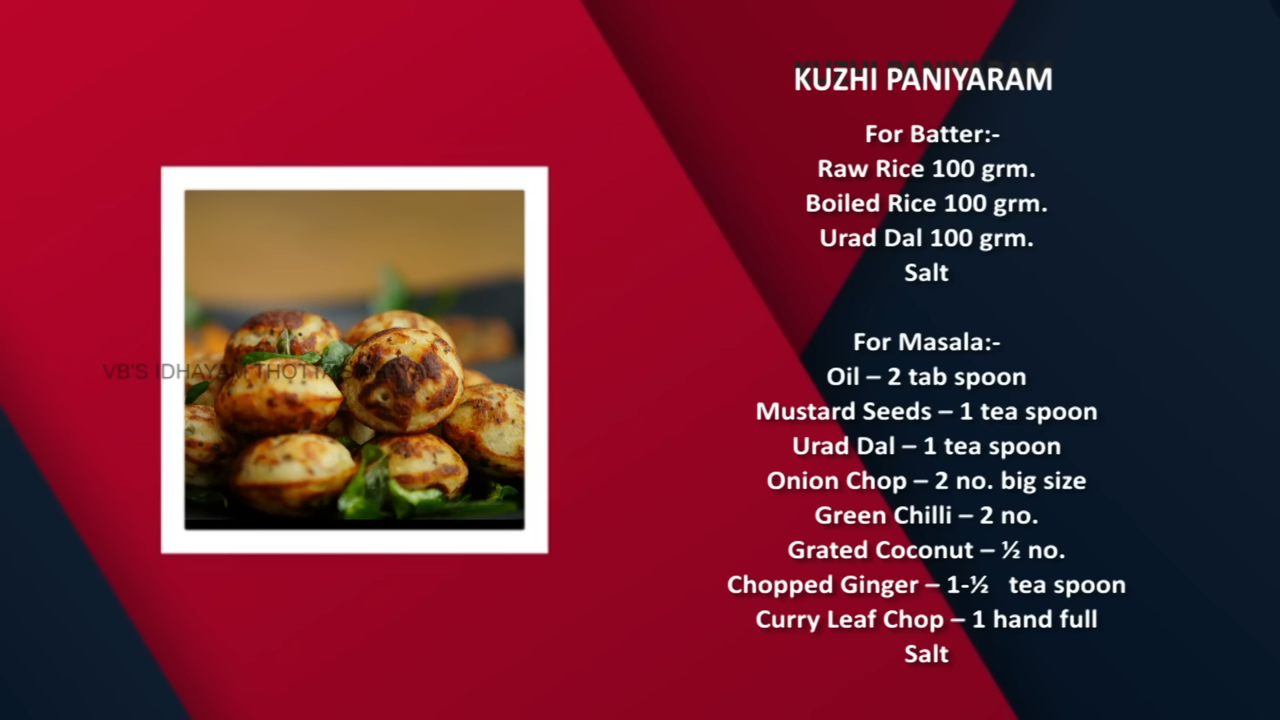 KUZHI PANIYARAM
For Batter:-
Raw Rice 100 grm.
Boiled Rice 100 grm.
Urad Dal 100 grm.
Salt
For Masala:-
Oil – 2 tab spoon
Mustard Seeds – 1 tea spoon
Urad Dal – 1 tea spoon
Onion Chop – 2 no. big size
Green Chilli – 2 no.
Grated Coconut – ½ no.
Chopped Ginger – 1-½ tea spoon
Curry Leaf Chop – 1 hand full
Salt
VB'S IDHAYAM THOTTA